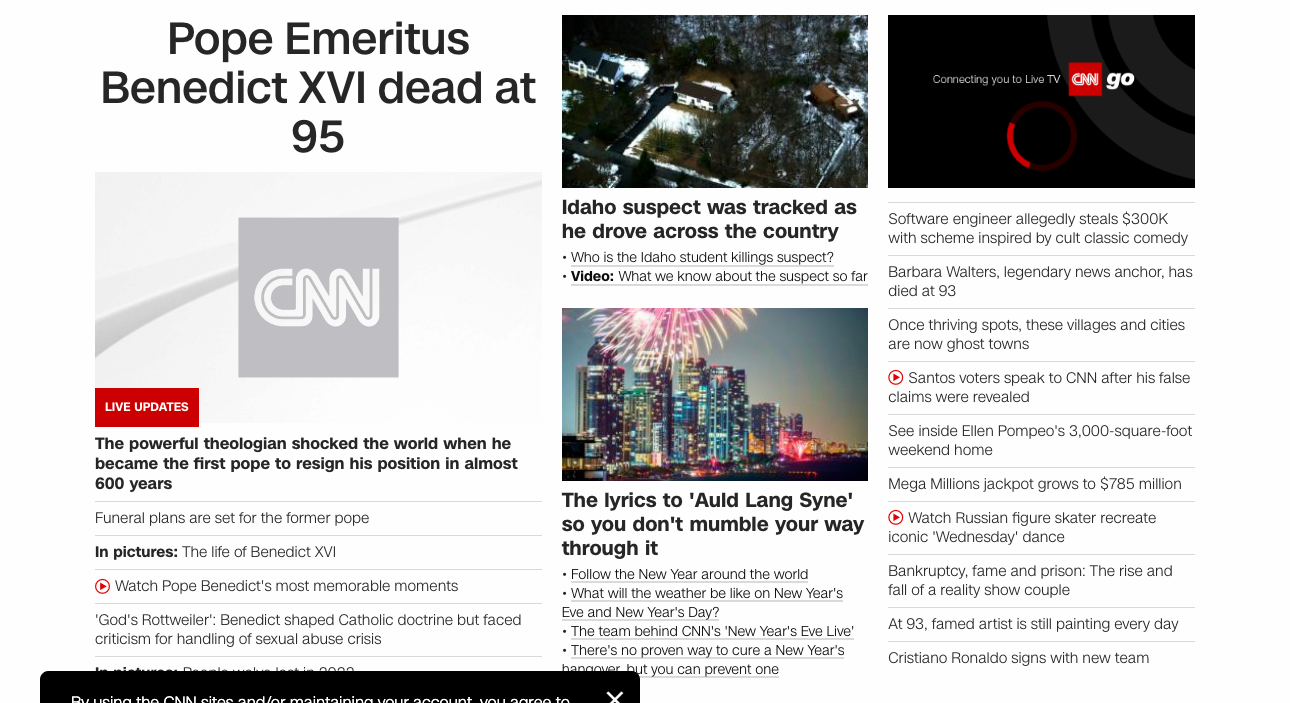 Pope Emeritus
Benedict XVI dead at
95
CNN
LIVE UPDATES
The powerful theologian shocked the world when he
became the first pope to resign his position in almost
600 years
Funeral plans are set for the former pope
In pictures: The life of Benedict XVI
Watch Pope Benedict's most memorable moments
'God's Rottweiler': Benedict shaped Catholic doctrine but faced
criticism for handling of sexual abuse crisis
In pictures: People we've lost in 2022
Idaho suspect was tracked as
he drove across the country
• Who is the Idaho student killings suspect?
• Video: What we know about the suspect so far
The lyrics to 'Auld Lang Syne'
so you don't mumble your way
through it
• Follow the New Year around the world
• What will the weather be like on New Year's
Eve and New Year's Day?
• The team behind CNN's 'New Year's Eve Live'
• There's no proven way to cure a New Year's
hangover, but you can prevent one
Connecting you to Live TV CNN go
Software engineer allegedly steals $300K
with scheme inspired by cult classic comedy
Barbara Walters, legendary news anchor, has
died at 93
Once thriving spots, these villages and cities
are now ghost towns
Santos voters speak to CNN after his false
claims were revealed
See inside Ellen Pompeo's 3,000-square-foot
weekend home
Mega Millions jackpot grows to $785 million
Watch Russian figure skater recreate
iconic 'Wednesday' dance
Bankruptcy, fame and prison: The rise and
fall of a reality show couple
At 93, famed artist is still painting every day
Cristiano Ronaldo signs with new team
By using the CNN sites and/or maintaining your account, you agree to